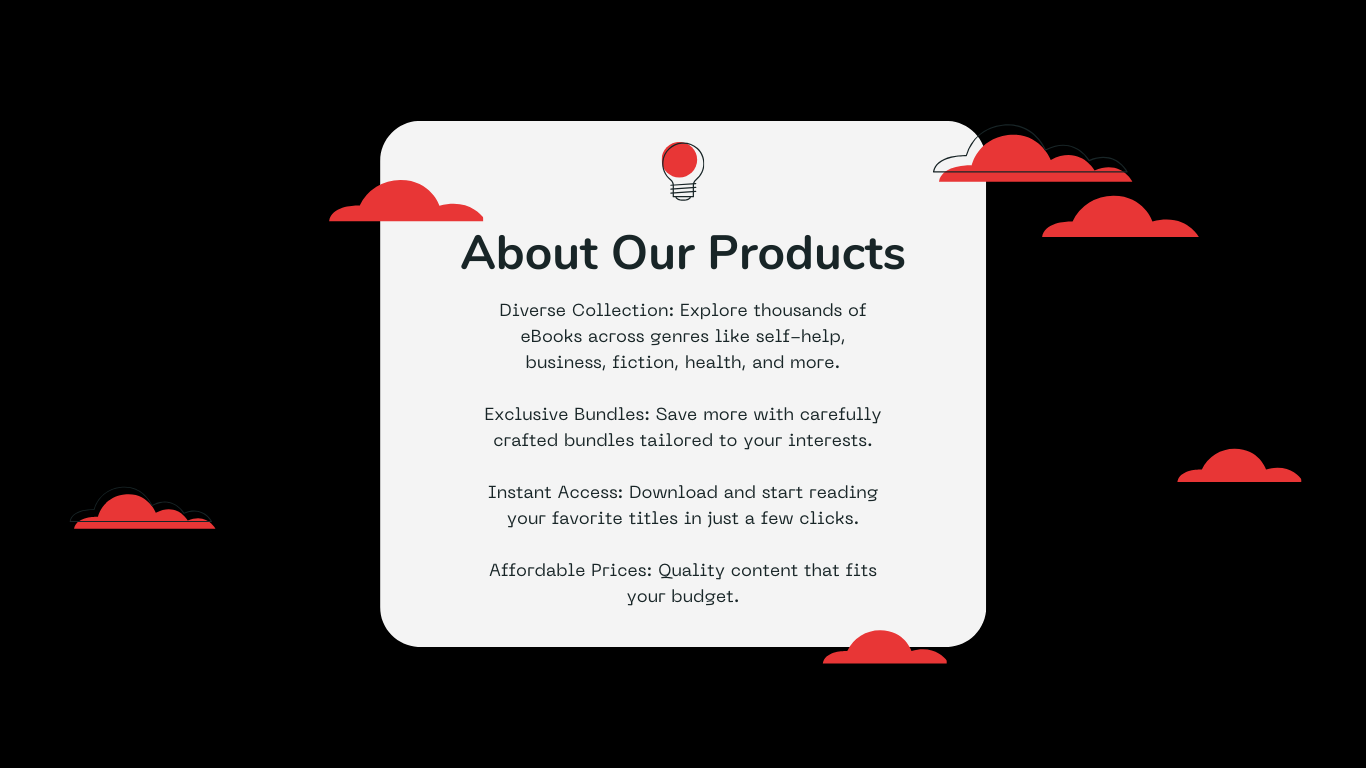 About Our Products
Diverse Collection: Explore thousands of
eBooks across genres like self-help,
business, fiction, health, and more.
Exclusive Bundles: Save more with carefully
crafted bundles tailored to your interests.
Instant Access: Download and start reading
your favorite titles in just a few clicks.
Affordable Prices: Quality content that fits
your budget.